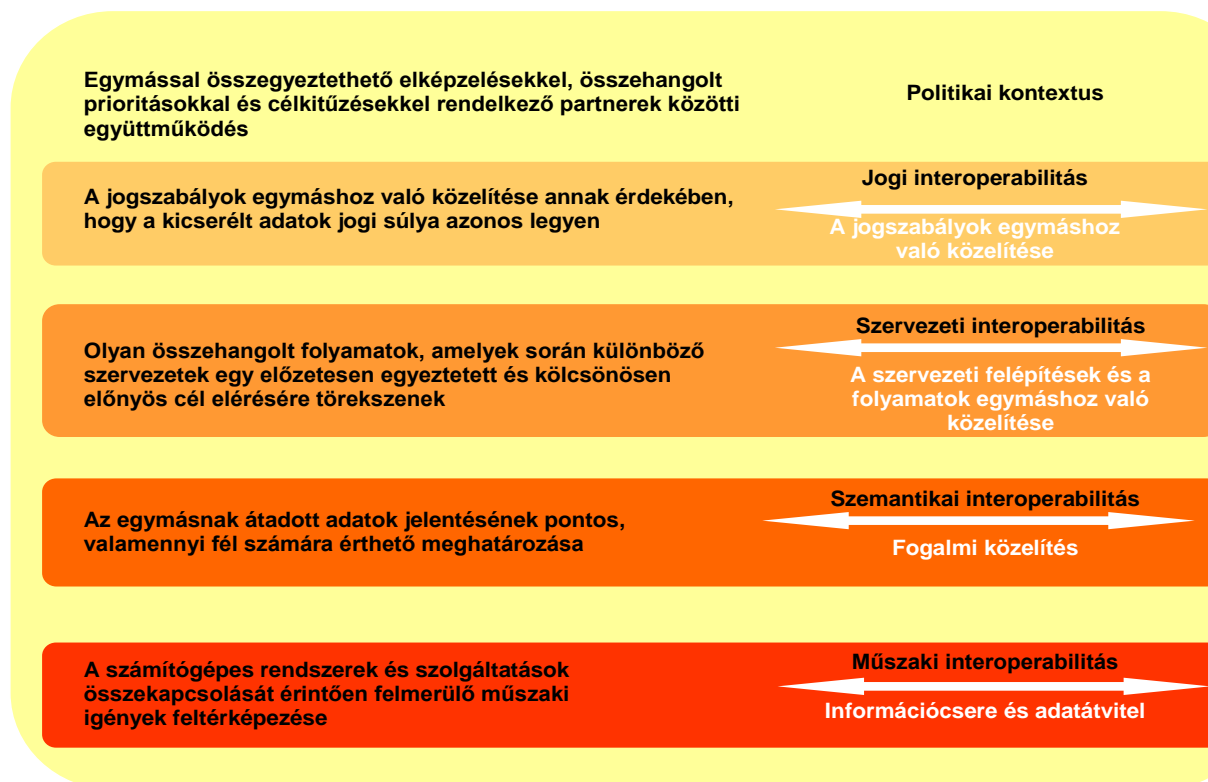 Egymással összegyeztethető elképzelésekkel, összehangolt
prioritásokkal és célkitűzésekkel rendelkező partnerek közötti
együttműködés
Politikai kontextus
A jogszabályok egymáshoz való közelítése annak érdekében,
hogy a kicserélt adatok jogi súlya azonos legyen
Jogi interoperabilitás
A jogszabályok egymáshoz
való közelítése
Olyan összehangolt folyamatok, amelyek során különböző
szervezetek egy előzetesen egyeztetett és kölcsönösen
előnyös cél elérésére törekszenek
Szervezeti interoperabilitás
A szervezeti felépítések és a
folyamatok egymáshoz való
közelítése
Az egymásnak átadott adatok jelentésének pontos,
valamennyi fél számára érthető meghatározása
Szemantikai interoperabilitás
Fogalmi közelítés
A számítógépes rendszerek és szolgáltatások
összekapcsolását érintően felmerülő műszaki
igények feltérképezése
Műszaki interoperabilitás
Információcsere és adatátvitel